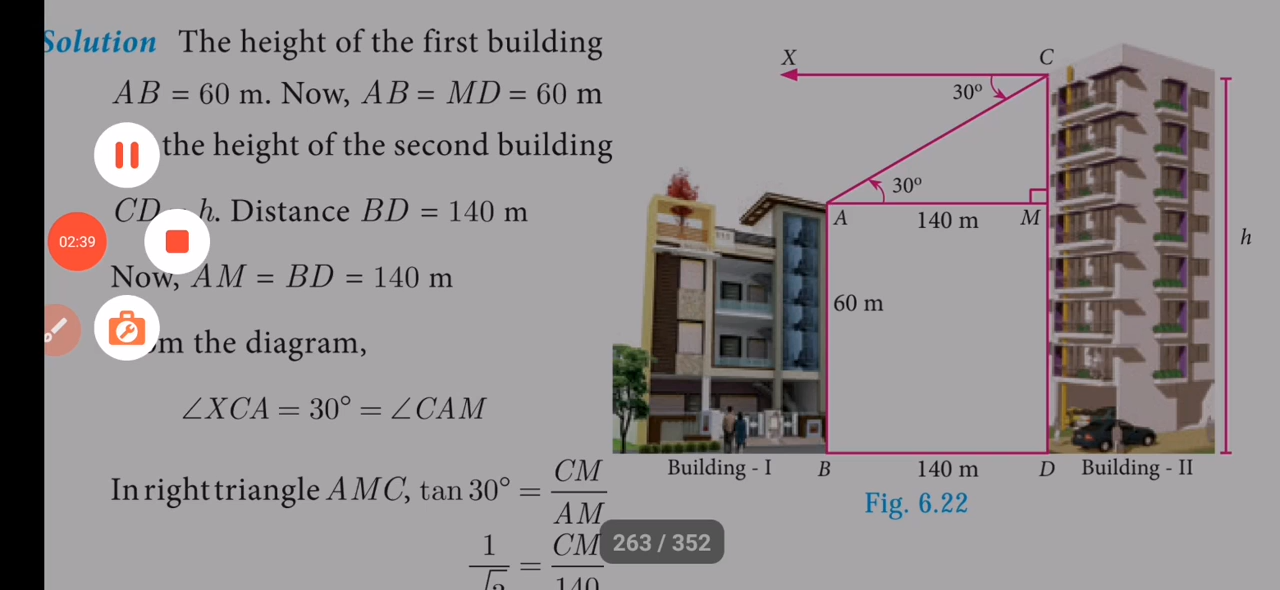 Solution The height of the first building
AB = 60 m. Now, AB = MD = 60 m
the height of the second building
CD h. Distance BD = 140 m
02:39
Now, AM = BD = 140 m
m the diagram,
∠XCA = 30° = ∠CAM
In right triangle AMC, tan 30° = CM
AM
1 = CM
140
263 / 352
X
C
30°
30°
A
140 m
M
h
60 m
Building - I
B
140 m
D
Building - II
Fig. 6.22